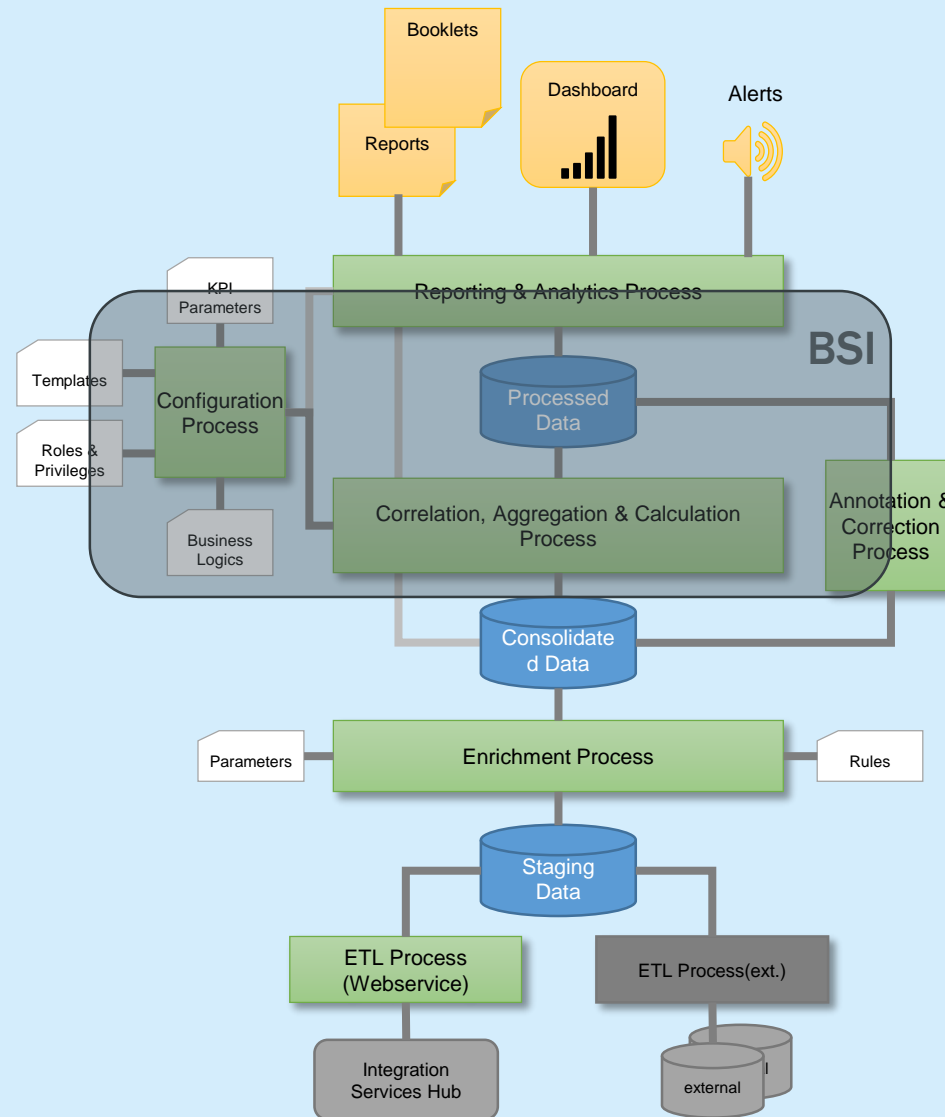 Booklets
Reports
Dashboard
Alerts
KPI
Parameters
Reporting & Analytics Process
BSI
Templates
Configuration
Process
Processed
Data
Roles &
Privileges
Correlation, Aggregation & Calculation
Process
Annotation &
Correction
Process
Business
Logics
Consolidate
d Data
Parameters
Enrichment Process
Rules
Staging
Data
ETL Process
(Webservice)
ETL Process(ext.)
Integration
Services Hub
external